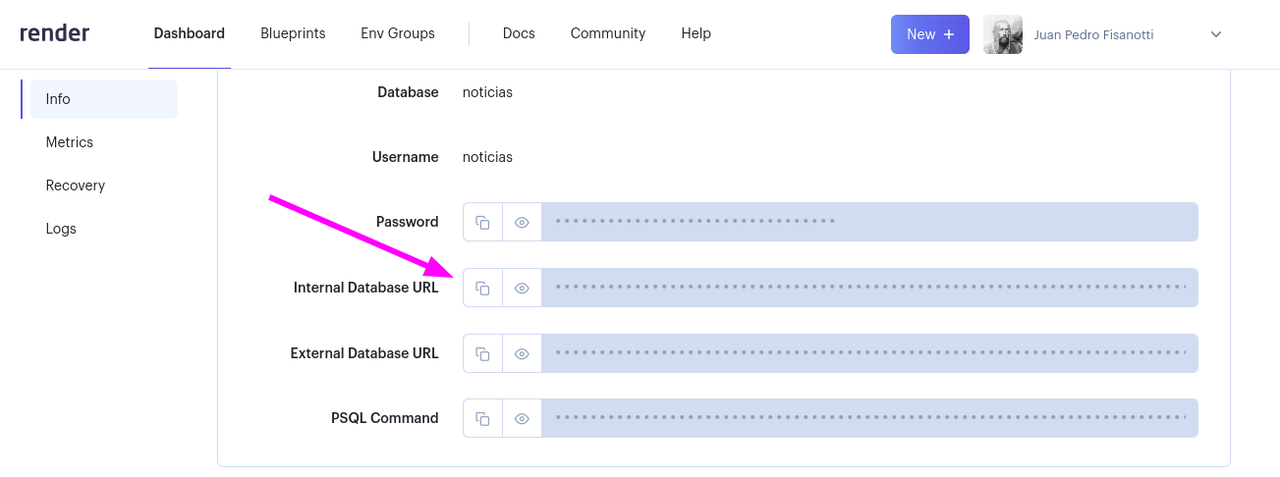 render Dashboard Blueprints Env Groups Docs Community Help New + Juan Pedro Fisanotti
Info
Metrics
Recovery
Logs
Database noticias
Username noticias
Password
Internal Database URL
External Database URL
PSQL Command